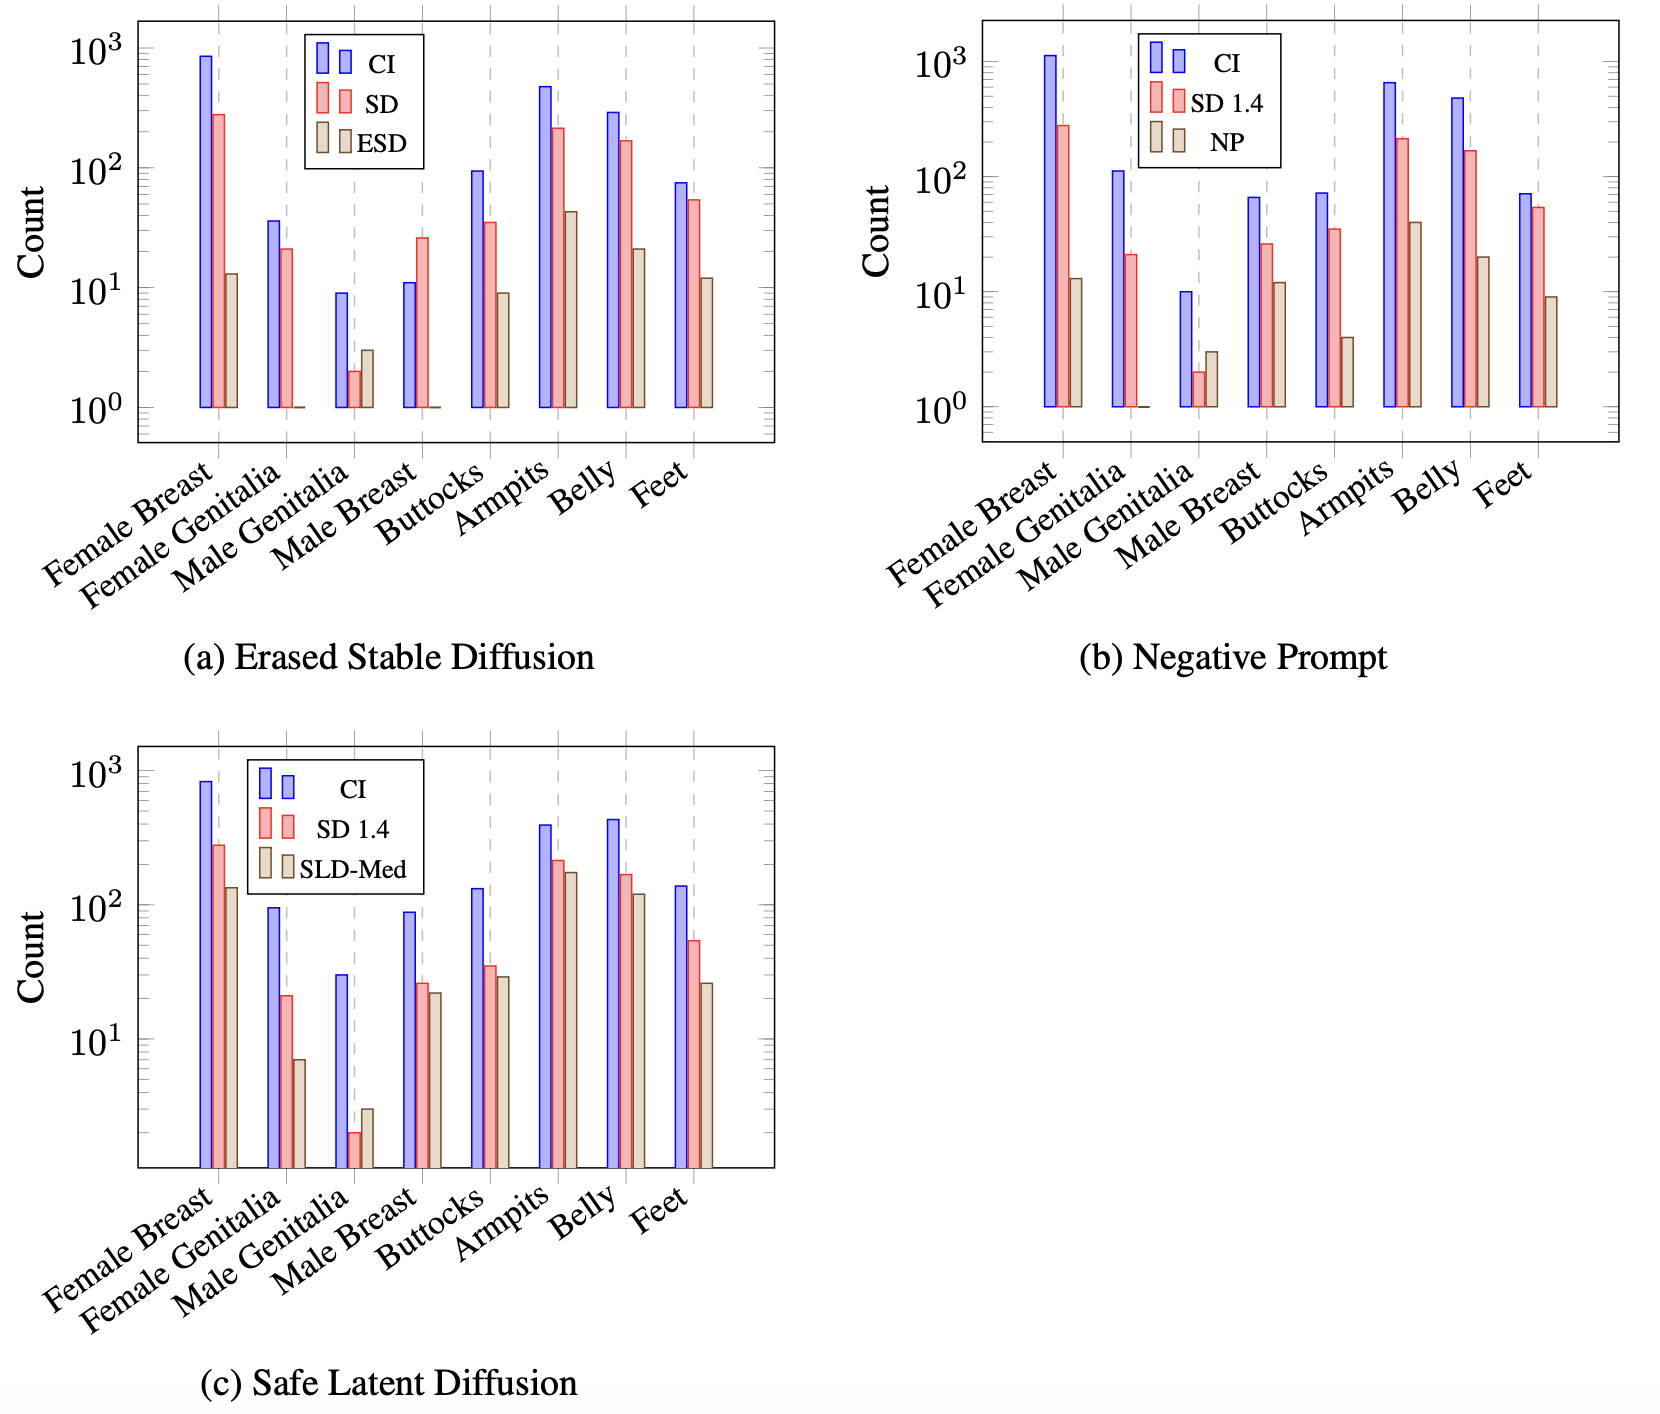 10³
10²
10¹
10⁰
Count
CI
SD
ESD
Female Breast
Female Genitalia
Male Genitalia
Male Breast
Buttocks
Armpits
Belly
Feet
(a) Erased Stable Diffusion
10³
10²
10¹
10⁰
Count
CI
SD 1.4
NP
Female Breast
Female Genitalia
Male Genitalia
Male Breast
Buttocks
Armpits
Belly
Feet
(b) Negative Prompt
10³
10²
10¹
Count
CI
SD 1.4
SLD-Med
Female Breast
Female Genitalia
Male Genitalia
Male Breast
Buttocks
Armpits
Belly
Feet
(c) Safe Latent Diffusion